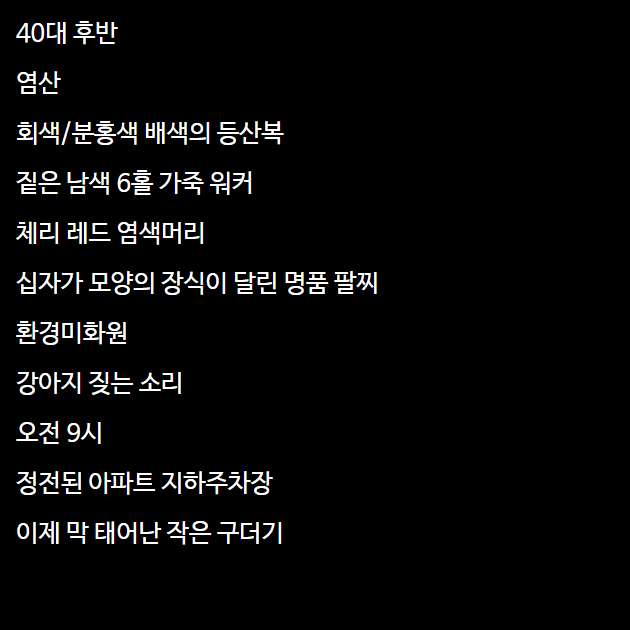 40대 후반
염산
회색/분홍색 배색의 등산복
짙은 남색 6홀 가죽 워커
체리 레드 염색머리
십자가 모양의 장식이 달린 명품 팔찌
환경미화원
강아지 짖는 소리
오전 9시
정전된 아파트 지하주차장
이제 막 태어난 작은 구더기